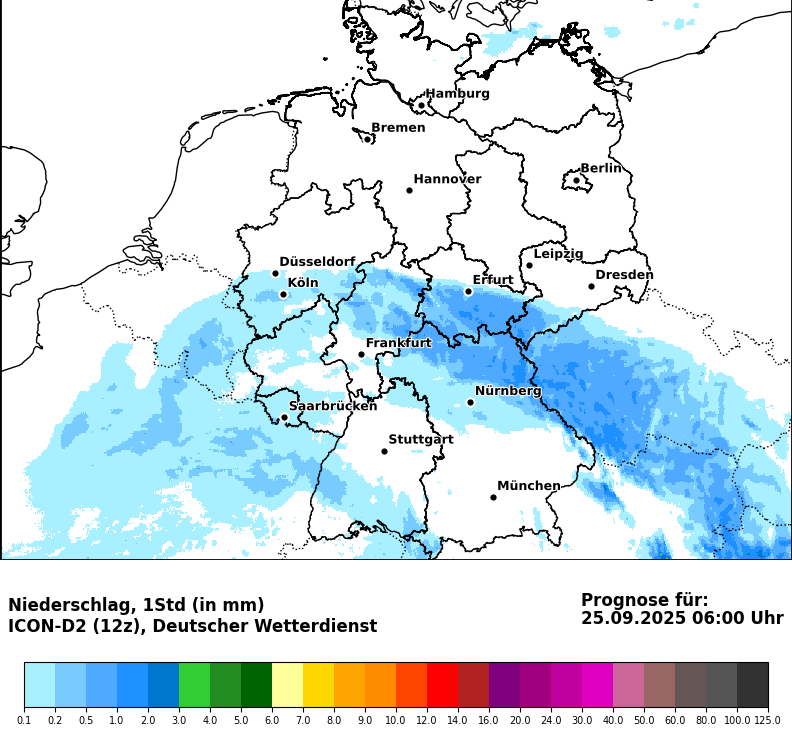 Hamburg
Bremen
Berlin
Hannover
Leipzig
Düsseldorf
Dresden
Köln
Erfurt
Frankfurt
Nürnberg
Saarbrücken
Stuttgart
München
Niederschlag, 1Std (in mm)
ICON-D2 (12z), Deutscher Wetterdienst
Prognose für:
25.09.2025 06:00 Uhr
0.1 0.2 0.5 1.0 2.0 3.0 4.0 5.0 6.0 7.0 8.0 9.0 10.0 12.0 14.0 16.0 20.0 24.0 30.0 40.0 50.0 60.0 80.0 100.0 125.0